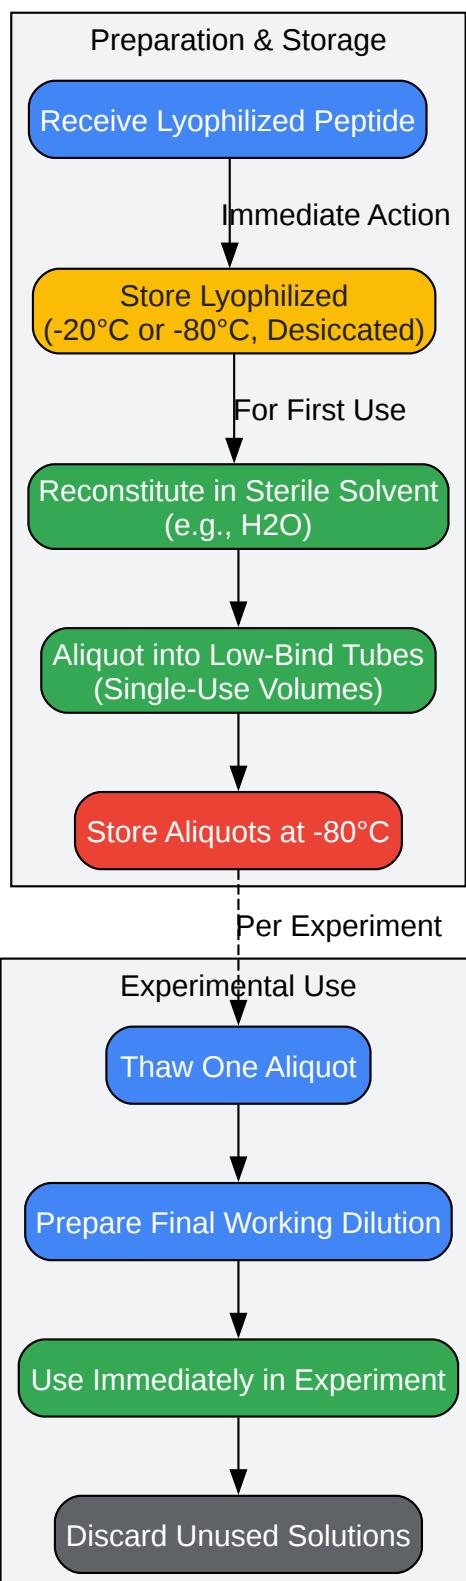 Preparation & Storage
Receive Lyophilized Peptide
Immediate Action
Store Lyophilized
(-20°C or -80°C, Desiccated)
For First Use
Reconstitute in Sterile Solvent
(e.g., H2O)
Aliquot into Low-Bind Tubes
(Single-Use Volumes)
Store Aliquots at -80°C
Per Experiment
Experimental Use
Thaw One Aliquot
Prepare Final Working Dilution
Use Immediately in Experiment
Discard Unused Solutions